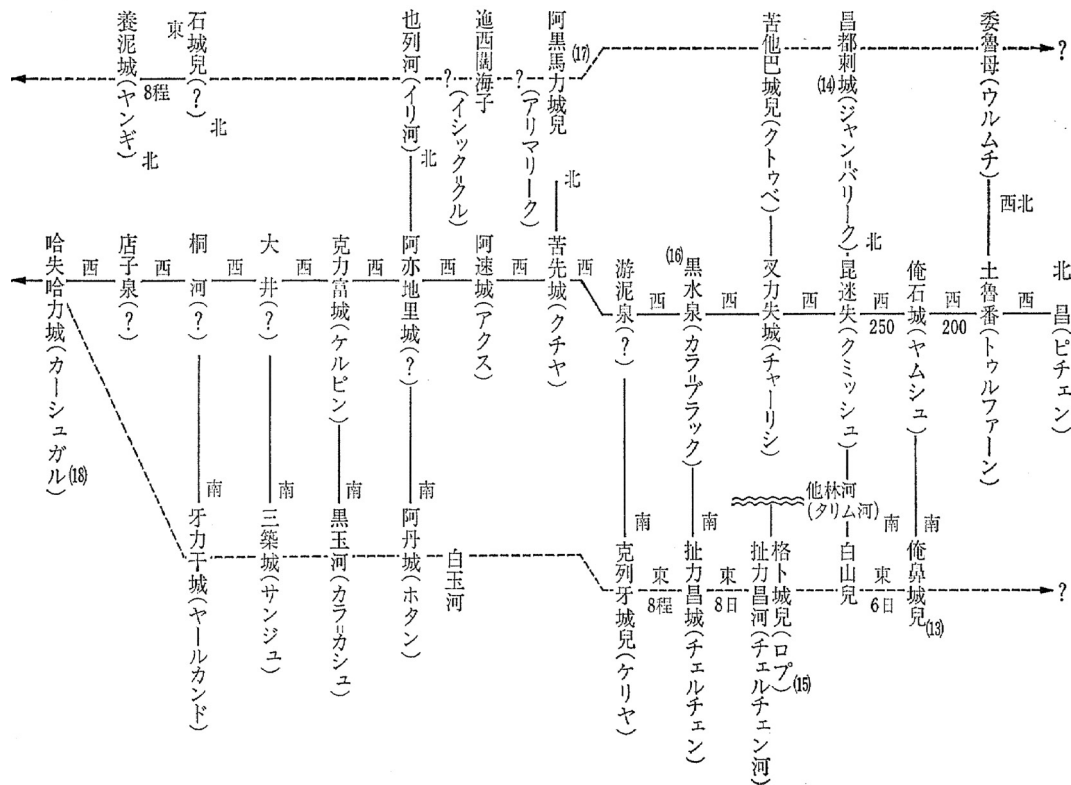 ?
委魯母(ウルムチ)
西北
昌都剌城(ジャン=バリーク)
(14)
北
苦他巴城兒(クトゥベ)
阿黒馬力城兒
(17)
?(アリマリーク)
北
迤西闊海子
?(イシック=クル)
也列河(イリ河)
北
石城兒(?)
東
北
8程
養泥城(ヤンギ)
北
北昌(ピチェン)
西
土魯番(トゥルファーン)
西
200
俺石城(ヤムシュ)
西
250
昆迷失(クミッシュ)
西
叉力失城(チャーリシ)
西
黒水泉(カラ=ブラック)
(16)
西
游泥泉(?)
西
苦先城(クチャ)
西
阿速城(アクス)
西
阿亦地里城(?)
西
克力富城(ケルピン)
西
大井(?)
西
桐河(?)
西
店子泉(?)
西
哈失哈力城(カーシュガル)
(18)
?
南
俺鼻城兒
(13)
東
6日
南
白山兒
他林河
(タリム河)
格卜城兒(ロプ)
(15)
扯力昌河(チェルチェン河)
東
8日
南
扯力昌城(チェルチェン)
東
8程
南
克列牙城兒(ケリヤ)
白玉河
南
阿丹城(ホタン)
南
黒玉河(カラ=カシュ)
南
三築城(サンジュ)
南
牙力干城(ヤールカンド)